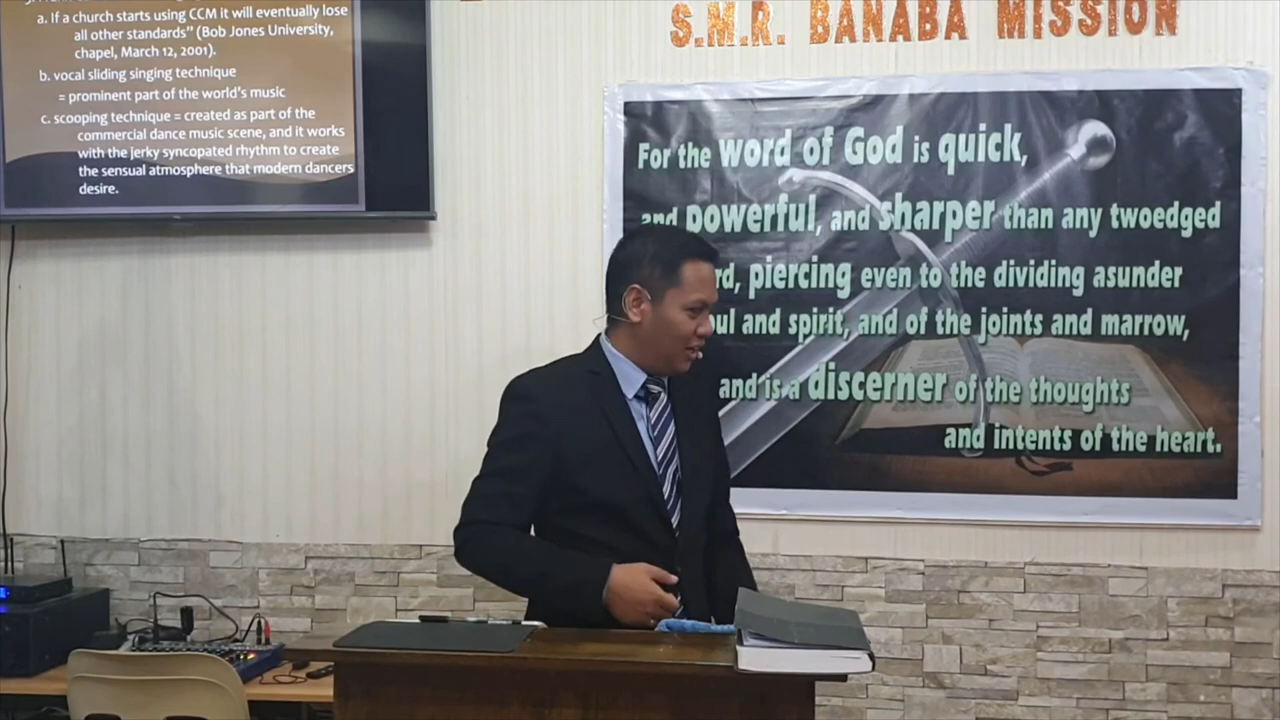 a. If a church starts using CCM it will eventually lose
all other standards" (Bob Jones University,
chapel, March 12, 2001).
b. vocal sliding singing technique
= prominent part of the world's music
c. scooping technique = created as part of the
commercial dance music scene, and it works
with the jerky syncopated rhythm to create
the sensual atmosphere that modern dancers
desire.
S.M.R. BANABA MISSION
For the word of God is quick,
and powerful, and sharper than any twoedged
piercing even to the dividing asunder
and spirit, and of the joints and marrow,
and is a discerner of the thoughts
and intents of the heart.